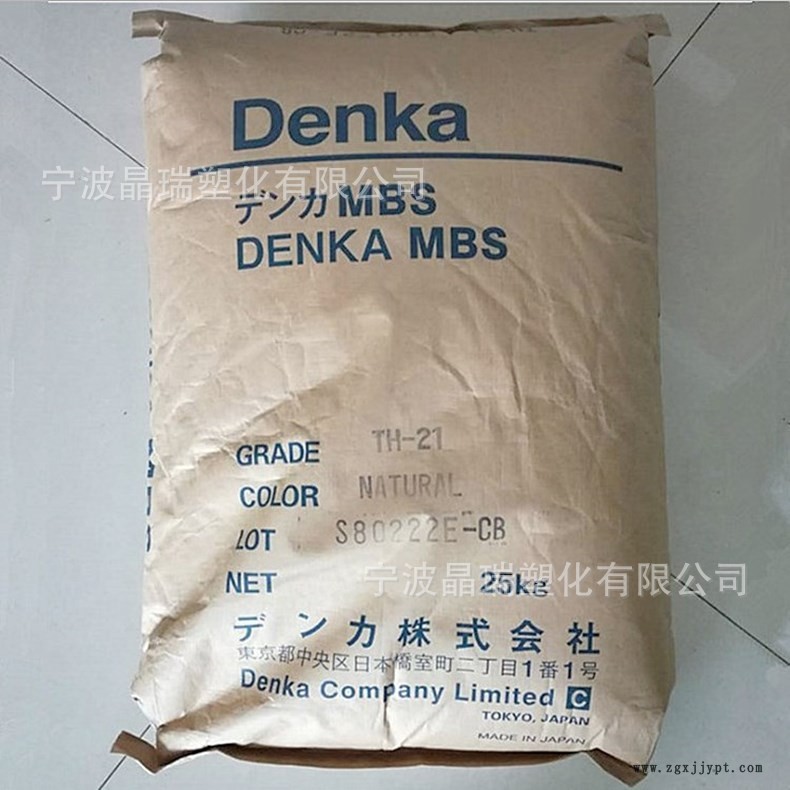 Denka
宁波晶瑞塑化有限公司
デンカ MBS
DENKA MBS
GRADE TH-21
COLOR NATURAL
LOT S80222E-CB
NET 25kg
宁波晶瑞塑化有限公司
デンカ株式会社
東京都中央区日本橋室町二丁目1番1号
Denka Company Limited C
TOKYO, JAPAN
MADE IN JAPAN
www.zgxjjypt.com